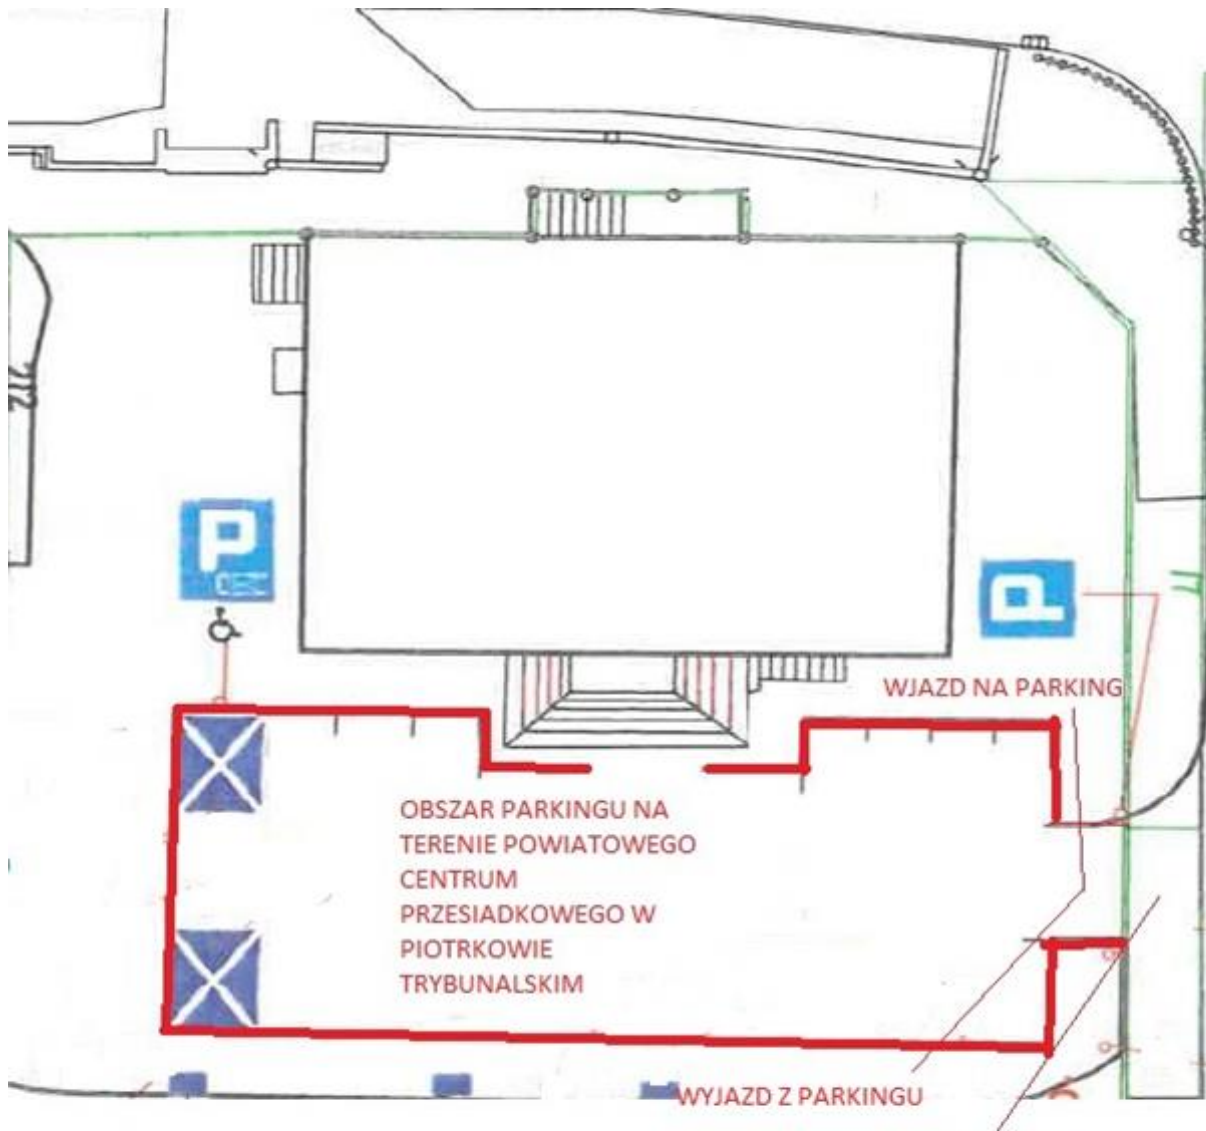 P
P
WJAZD NA PARKING
OBSZAR PARKINGU NA
TERENIE POWIATOWEGO
CENTRUM
PRZESIADKOWEGO W
PIOTRKOWIE
TRYBUNALSKIM
WYJAZD Z PARKINGU